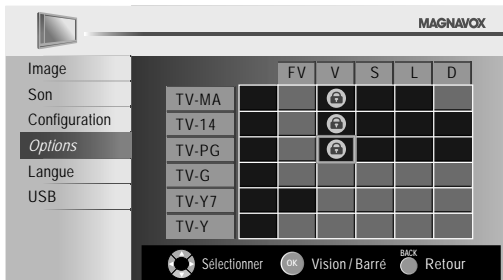 MAGNAVOX
Image
Son
Configuration
Options
Langue
USB
FV V S L D
TV-MA
TV-14
TV-PG
TV-G
TV-Y7
TV-Y
Sélectionner OK Vision / Barré BACK Retour